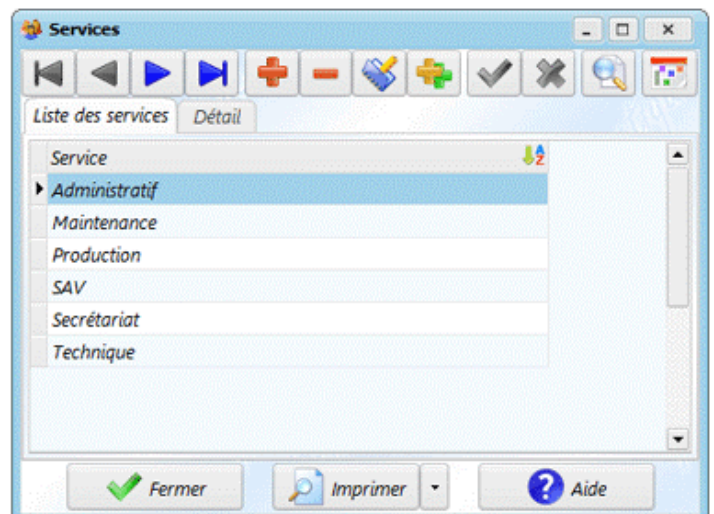 Services
Liste des services Détail
Service
Administratif
Maintenance
Production
SAV
Secrétariat
Technique
Fermer Imprimer Aide